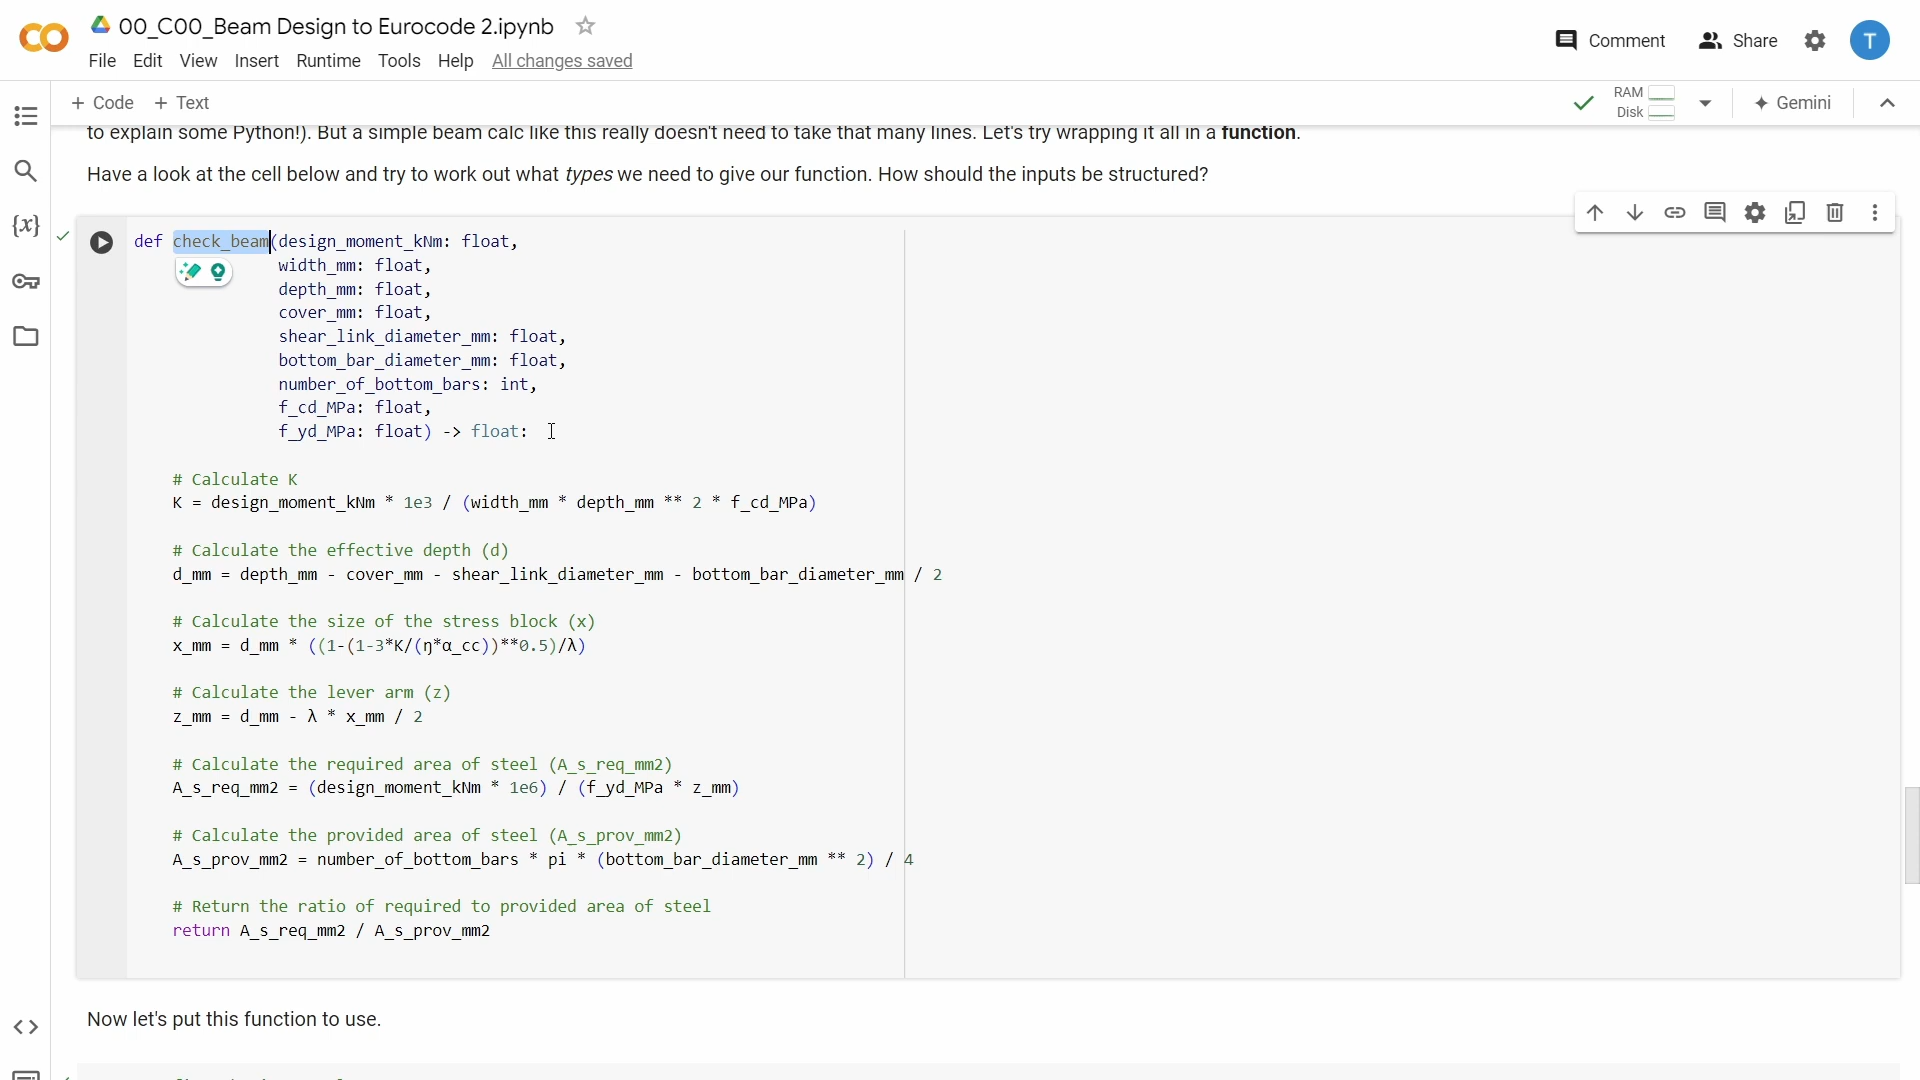 00_C00_Beam Design to Eurocode 2.ipynb
File Edit View Insert Runtime Tools Help All changes saved
Comment Share T
+ Code + Text
RAM
Disk
Gemini
to explain some Python!). But a simple beam calc like this really doesn't need to take that many lines. Let's try wrapping it all in a function.
Have a look at the cell below and try to work out what types we need to give our function. How should the inputs be structured?
{x}
def check_beam(design_moment_kNm: float,
width_mm: float,
depth_mm: float,
cover_mm: float,
shear_link_diameter_mm: float,
bottom_bar_diameter_mm: float,
number_of_bottom_bars: int,
f_cd_MPa: float,
f_yd_MPa: float) -> float:
# Calculate K
K = design_moment_kNm * 1e3 / (width_mm * depth_mm ** 2 * f_cd_MPa)
# Calculate the effective depth (d)
d_mm = depth_mm - cover_mm - shear_link_diameter_mm - bottom_bar_diameter_mm / 2
# Calculate the size of the stress block (x)
x_mm = d_mm * ((1-(1-3*K/(η*α_cc))**0.5)/λ)
# Calculate the lever arm (z)
z_mm = d_mm - λ * x_mm / 2
# Calculate the required area of steel (A_s_req_mm2)
A_s_req_mm2 = (design_moment_kNm * 1e6) / (f_yd_MPa * z_mm)
# Calculate the provided area of steel (A_s_prov_mm2)
A_s_prov_mm2 = number_of_bottom_bars * pi * (bottom_bar_diameter_mm ** 2) / 4
# Return the ratio of required to provided area of steel
return A_s_req_mm2 / A_s_prov_mm2
Now let's put this function to use.